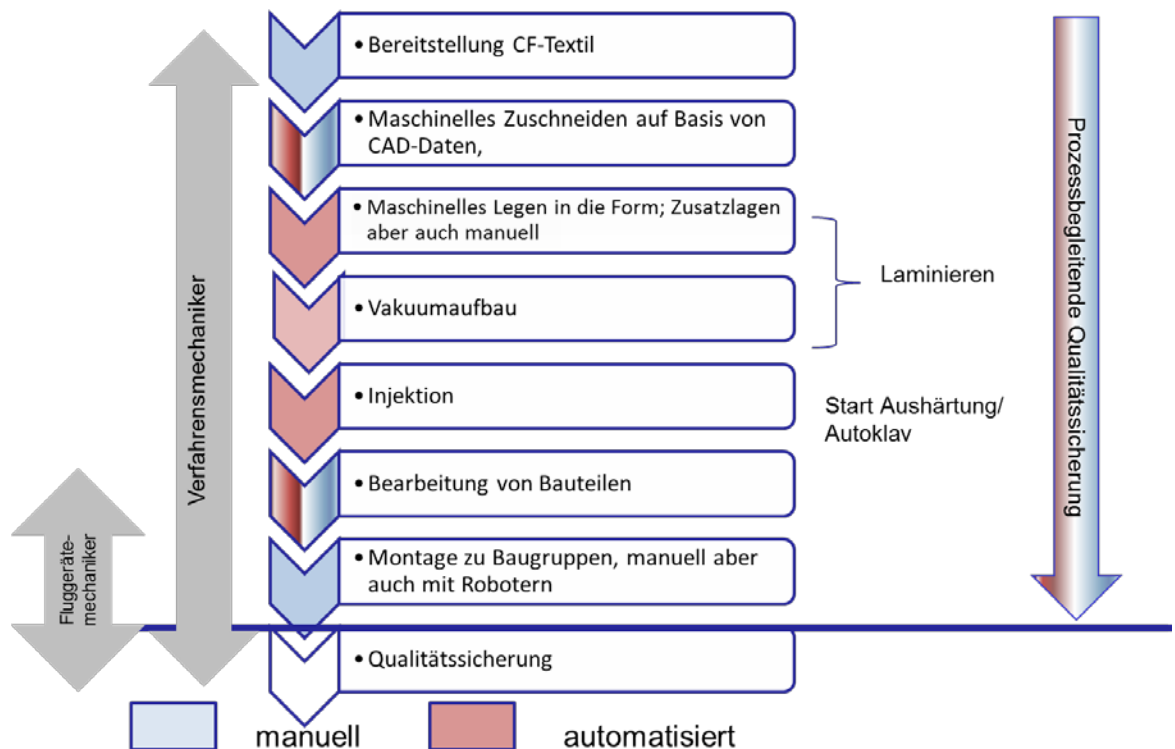 • Bereitstellung CF-Textil
• Maschinelles Zuschneiden auf Basis von
CAD-Daten,
• Maschinelles Legen in die Form; Zusatzlagen
aber auch manuell
• Vakuumaufbau
• Injektion
• Bearbeitung von Bauteilen
• Montage zu Baugruppen, manuell aber
auch mit Robotern
• Qualitätssicherung
Verfahrensmechaniker
Fluggeräte-
mechaniker
Laminieren
Start Aushärtung/
Autoklav
Prozessbegleitende Qualitätssicherung
manuell
automatisiert